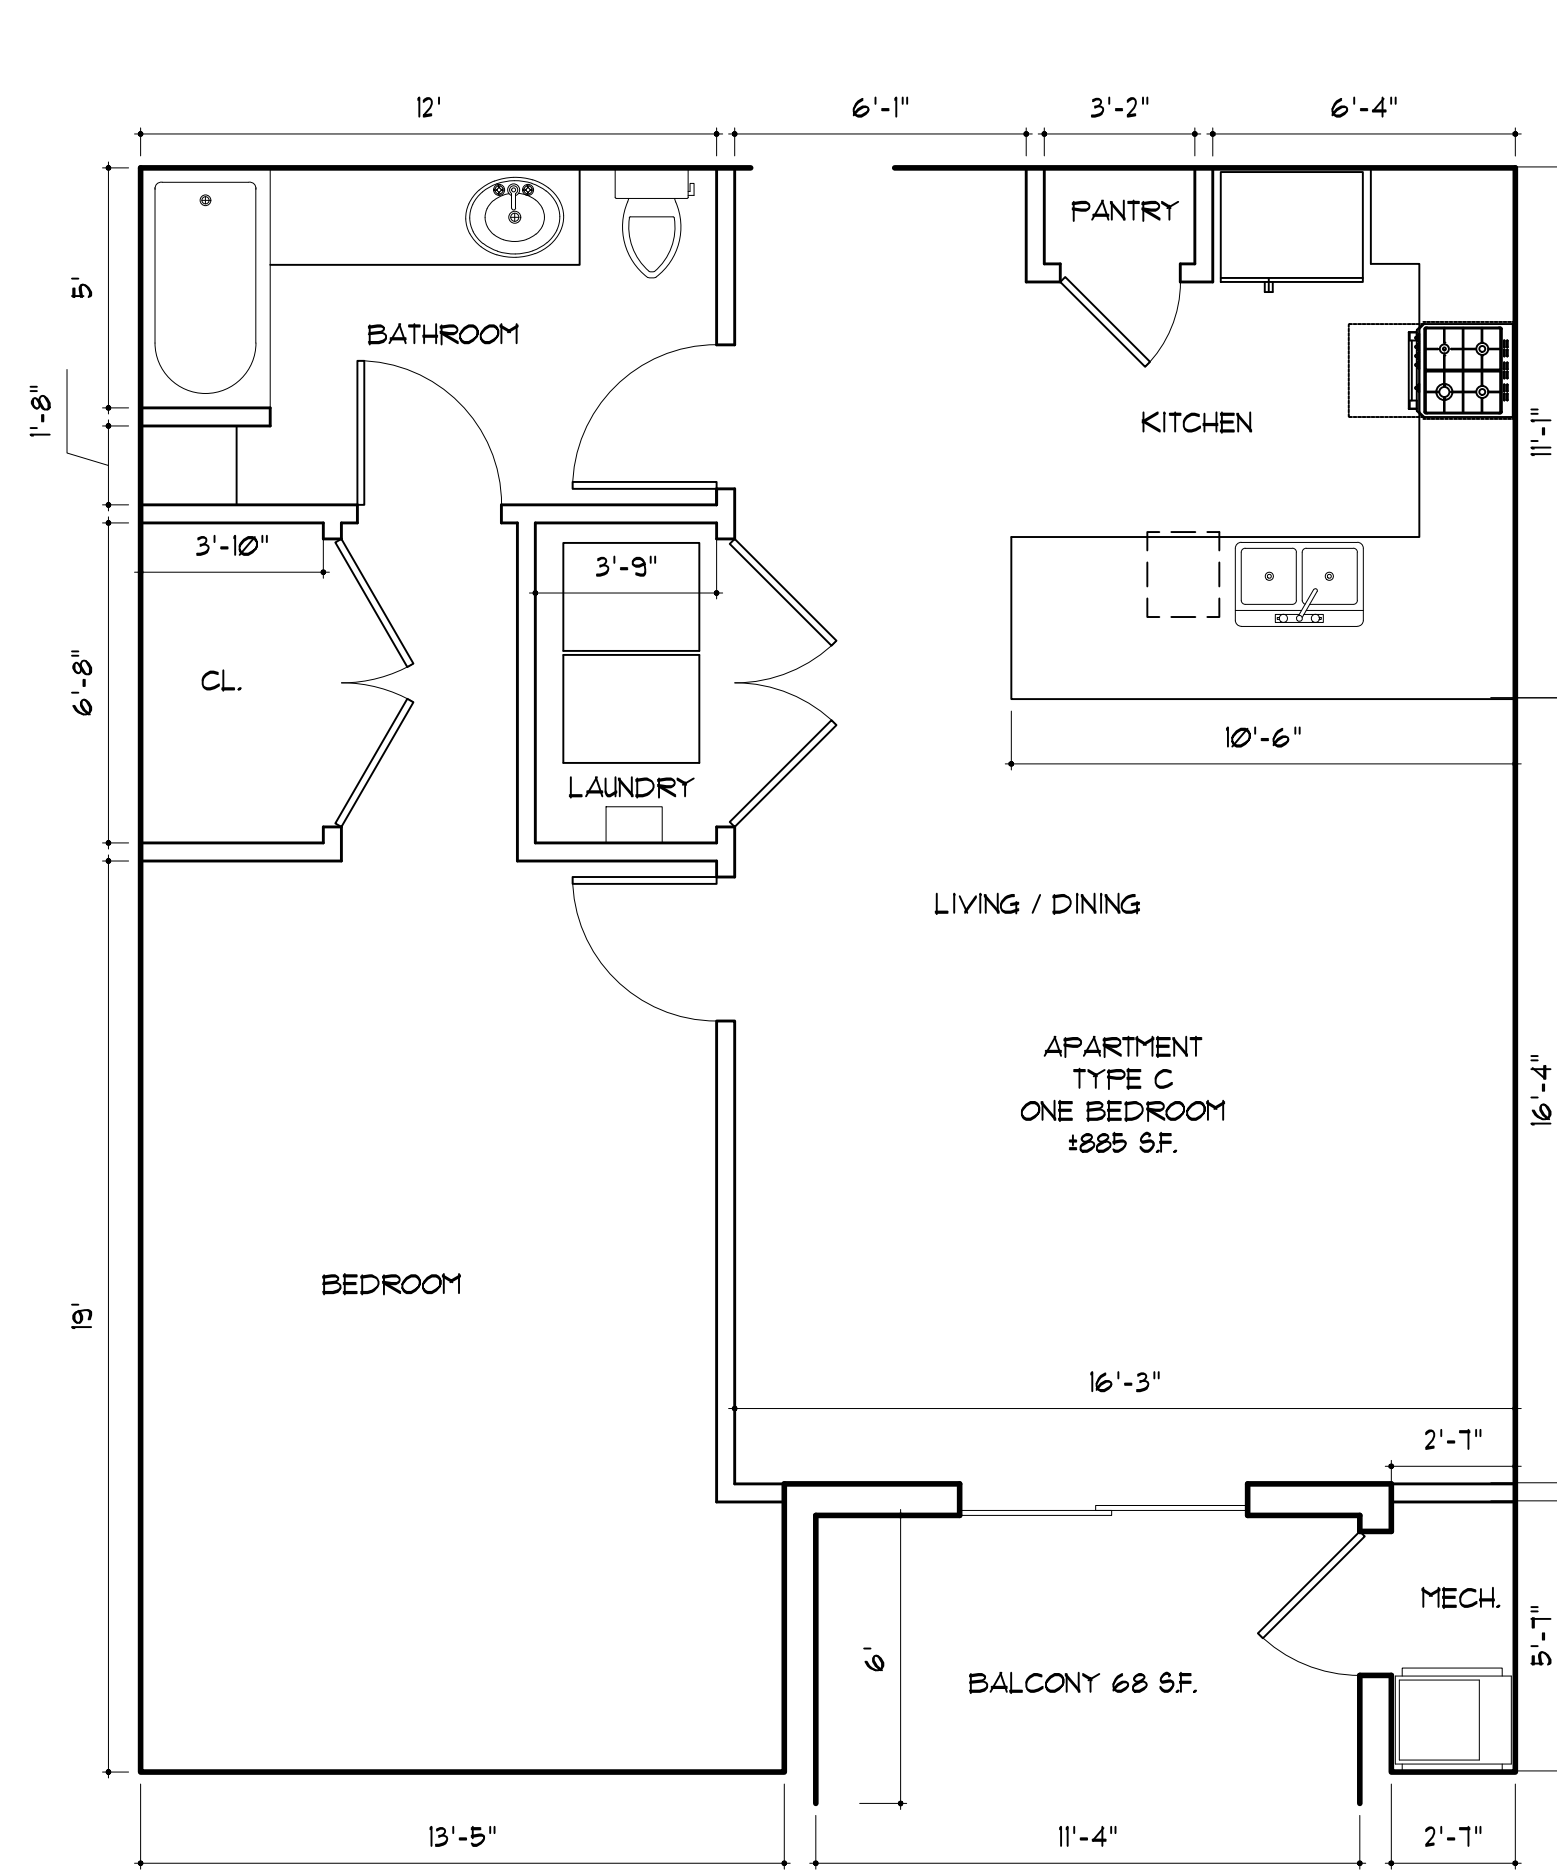 12'
6'-1"
3'-2"
6'-4"
PANTRY
5'
BATHROOM
1'-8"
KITCHEN
11'-1"
3'-10"
3'-9"
CL.
6'-8"
10'-6"
LAUNDRY
LIVING / DINING
APARTMENT
TYPE C
ONE BEDROOM
±885 S.F.
16'-4"
BEDROOM
19'
16'-3"
2'-7"
MECH.
5'-7"
6'
BALCONY 68 S.F.
13'-5"
11'-4"
2'-7"